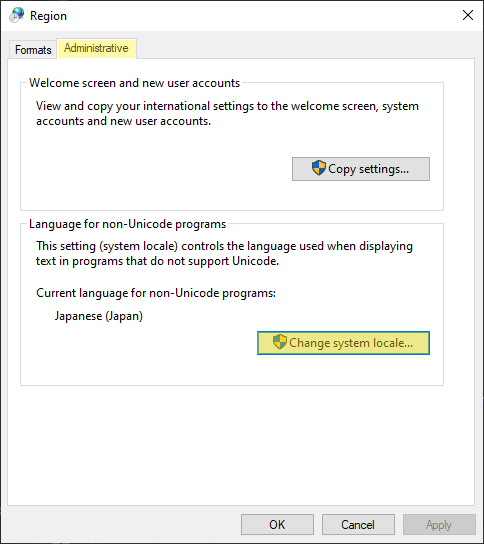 Region
Formats
Administrative
Welcome screen and new user accounts
View and copy your international settings to the welcome screen, system
accounts and new user accounts.
Copy settings...
Language for non-Unicode programs
This setting (system locale) controls the language used when displaying
text in programs that do not support Unicode.
Current language for non-Unicode programs:
Japanese (Japan)
Change system locale...
OK
Cancel
Apply